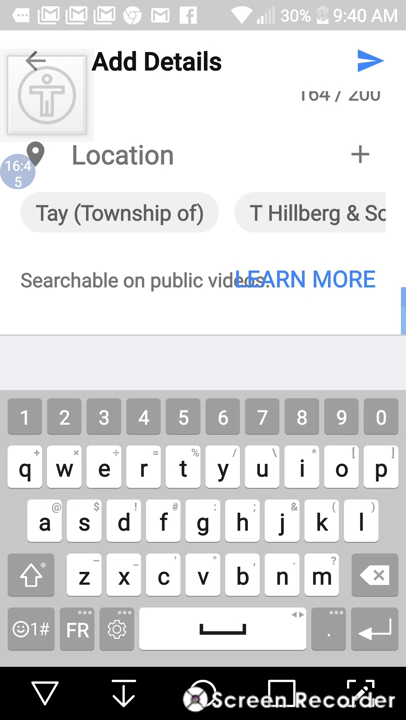 30% 9:40 AM
Add Details
164 / 200
16:4
5
Location +
Tay (Township of) T Hillberg & Sc
Searchable on public videos. LEARN MORE
1 2 3 4 5 6 7 8 9 0
+ × ÷ = % / \ * [ ]
q w e r t y u i o p
@ $ ! # : ; & ( )
a s d f g h j k l
_ - ' " , ?
z x c v b n m
☺1# FR .
Screen Recorder